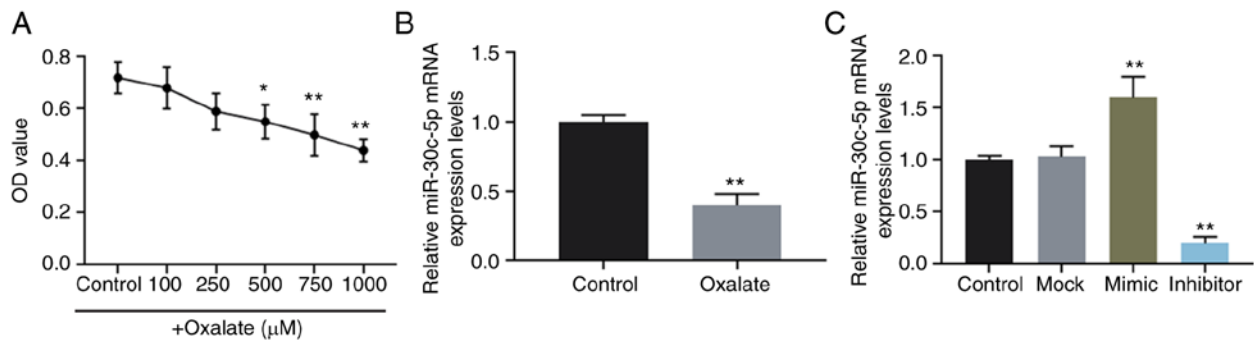 A
OD value
0.8
0.6
0.4
0.2
0.0
*
**
**
Control 100 250 500 750 1000
+Oxalate (μM)
B
Relative miR-30c-5p mRNA
expression levels
1.5
1.0
0.5
0.0
**
Control Oxalate
C
Relative miR-30c-5p mRNA
expression levels
2.0
1.5
1.0
0.5
0.0
**
**
Control Mock Mimic Inhibitor